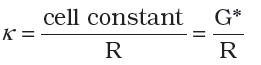 κ = cell constant / R = G* / R